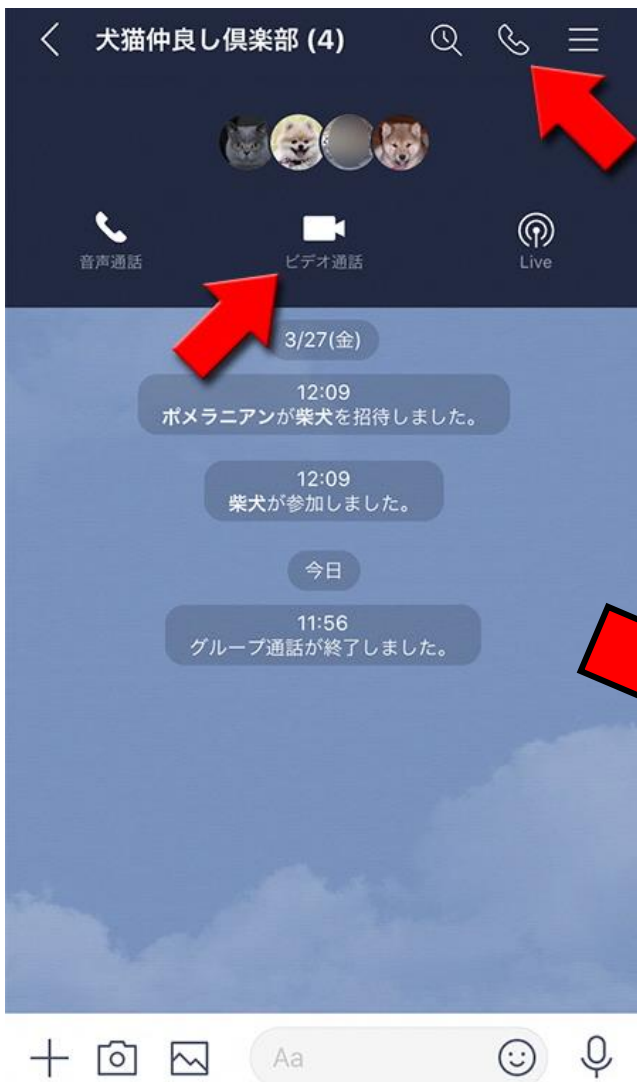 犬猫仲良し倶楽部 (4)
音声通話
ビデオ通話
Live
3/27(金)
12:09
ポメラニアンが柴犬を招待しました。
12:09
柴犬が参加しました。
今日
11:56
グループ通話が終了しました。
Aa